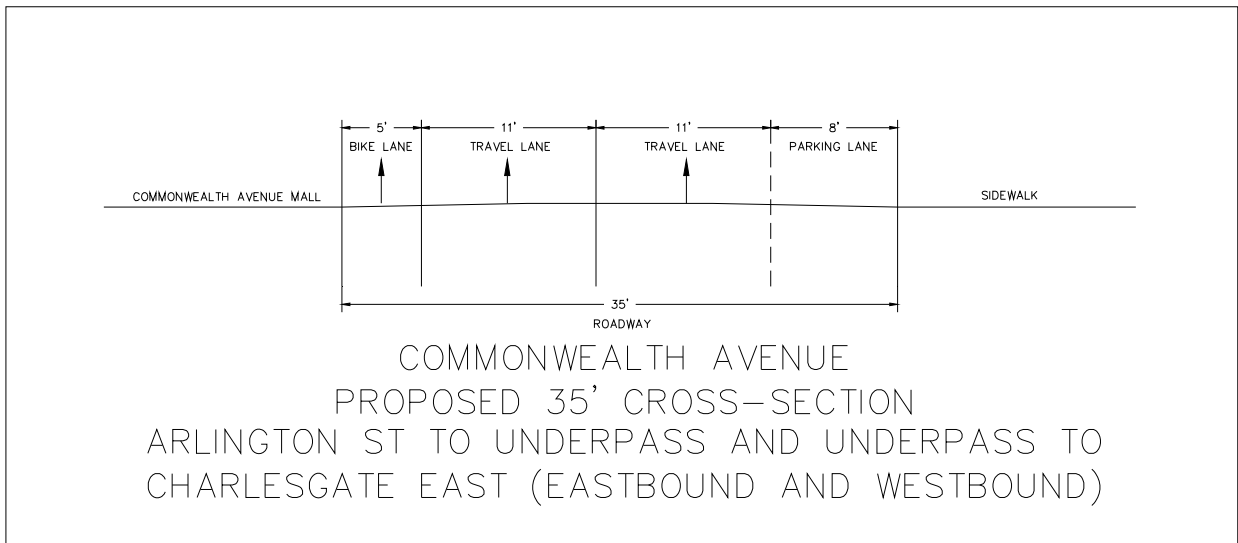 5' 11' 11' 8'
BIKE LANE TRAVEL LANE TRAVEL LANE PARKING LANE
COMMONWEALTH AVENUE MALL SIDEWALK
35'
ROADWAY
COMMONWEALTH AVENUE
PROPOSED 35' CROSS-SECTION
ARLINGTON ST TO UNDERPASS AND UNDERPASS TO
CHARLESGATE EAST (EASTBOUND AND WESTBOUND)